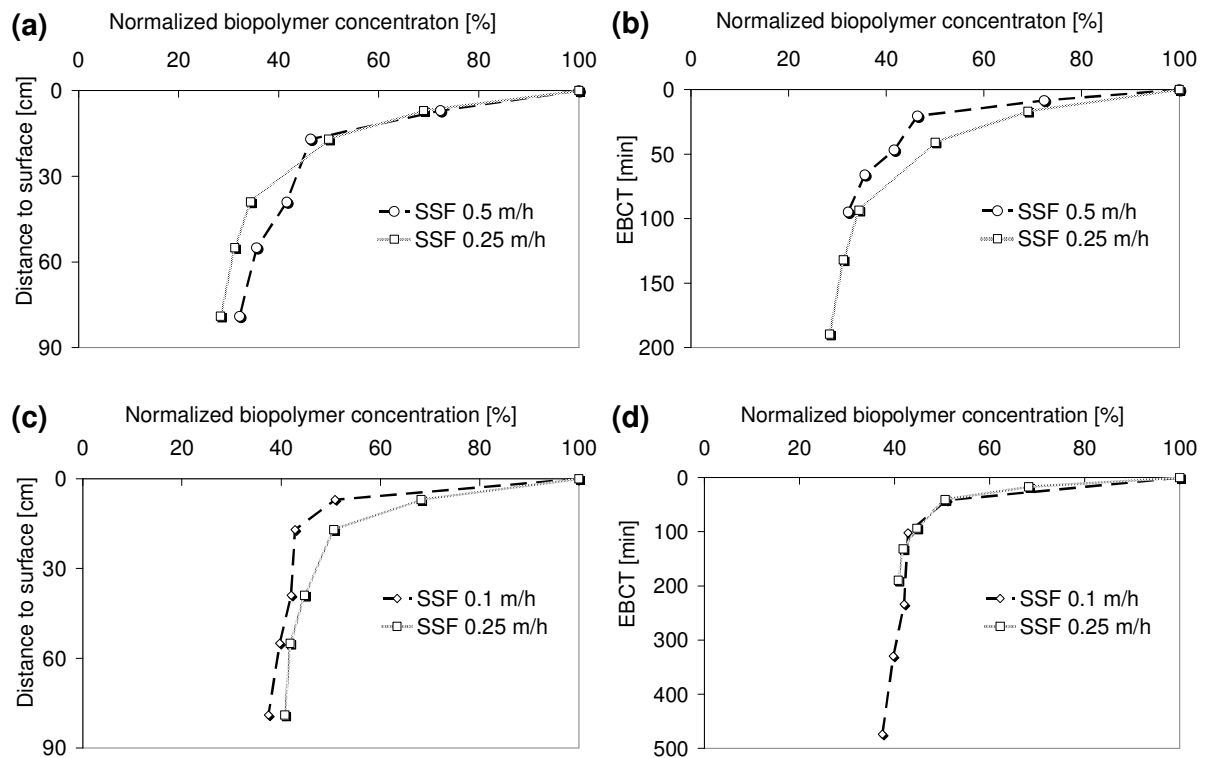 (a) Normalized biopolymer concentraton [%]
0 20 40 60 80 100
Distance to surface [cm]
0
30
60
90
SSF 0.5 m/h
SSF 0.25 m/h
(b) Normalized biopolymer concentration [%]
0 20 40 60 80 100
EBCT [min]
0
50
100
150
200
SSF 0.5 m/h
SSF 0.25 m/h
(c) Normalized biopolymer concentration [%]
0 20 40 60 80 100
Distance to surface [cm]
0
30
60
90
SSF 0.1 m/h
SSF 0.25 m/h
(d) Normalized biopolymer concentration [%]
0 20 40 60 80 100
EBCT [min]
0
100
200
300
400
500
SSF 0.1 m/h
SSF 0.25 m/h